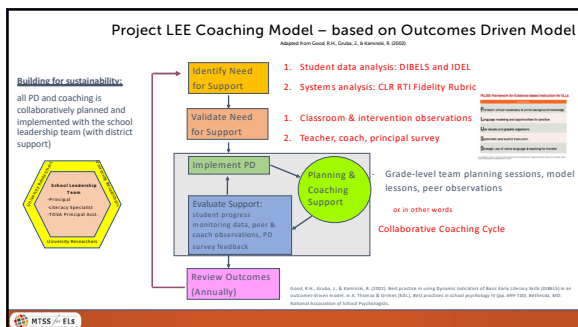 Project LEE Coaching Model – based on Outcomes Driven Model
Adapted from Good, R.H., Gruba, J., & Kaminski, R. (2002).
Building for sustainability:
all PD and coaching is
collaboratively planned and
implemented with the school
leadership team (with district
support)
School Leadership
Team
-Principal
-Literacy Specialist
-TOSA Principal Asst.
University Researchers
University Researchers
Identify Need
for Support
1. Student data analysis: DIBELS and IDEL
2. Systems analysis: CLR RTI Fidelity Rubric
Validate Need
for Support
1. Classroom & intervention observations
2. Teacher, coach, principal survey
Implement PD
Planning &
Coaching
Support
- Grade-level team planning sessions, model
lessons, peer observations
or in other words
Collaborative Coaching Cycle
Evaluate Support:
student progress
monitoring data, peer &
coach observations, PD
survey feedback
Review Outcomes
(Annually)
Good, R.H., Gruba, J., & Kaminski, R. (2002). Best practice in using Dynamic Indicators of Basic Early Literacy Skills (DIBELS) in an
outcomes-driven model. In A. Thomas & Grimes (Eds.), Best practices in school psychology IV (pp. 699-720). Bethesda, MD:
National Association of School Psychologists.
MTSS for ELs